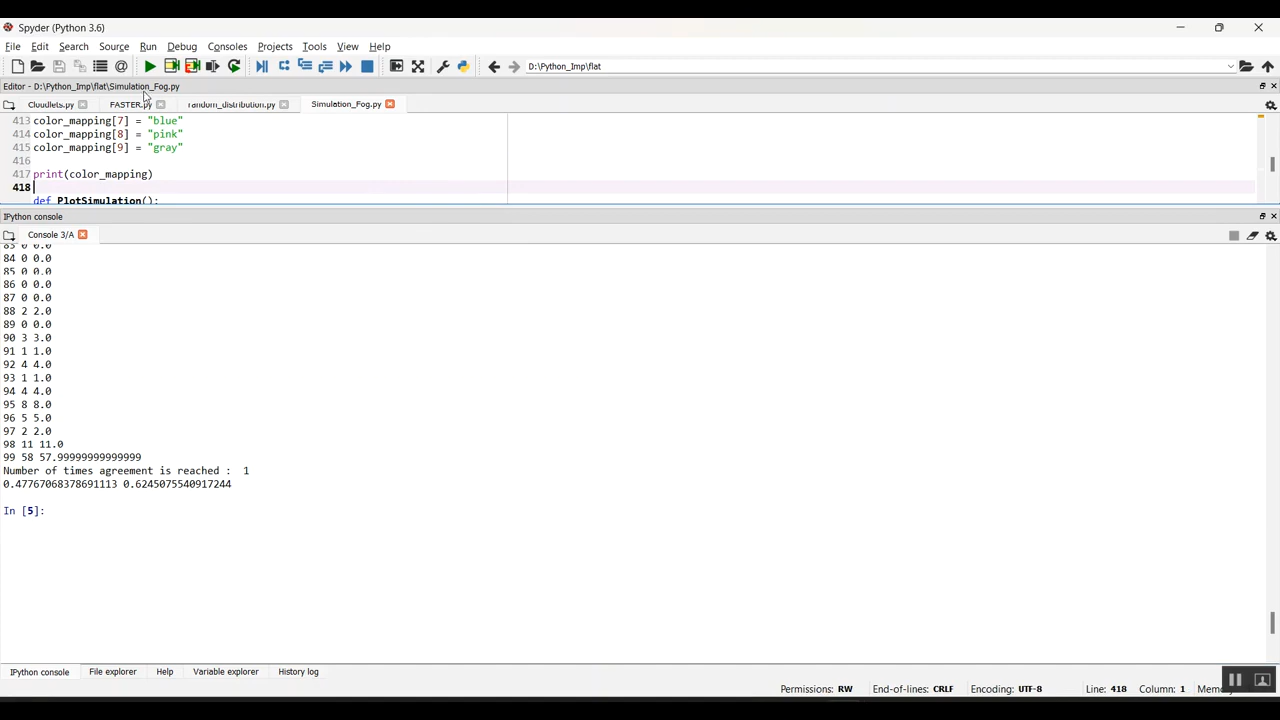 Spyder (Python 3.6)
File Edit Search Source Run Debug Consoles Projects Tools View Help
D:\Python_Imp\flat
Editor - D:\Python_Imp\flat\Simulation_Fog.py
Cloudlets.py FASTER.py random_distribution.py Simulation_Fog.py
413 color_mapping[7] = "blue"
414 color_mapping[8] = "pink"
415 color_mapping[9] = "gray"
416
417 print(color_mapping)
418
def PlotSimulation():
IPython console
Console 3/A
83 0 0.0
84 0 0.0
85 0 0.0
86 0 0.0
87 0 0.0
88 2 2.0
89 0 0.0
90 3 3.0
91 1 1.0
92 4 4.0
93 1 1.0
94 4 4.0
95 8 8.0
96 5 5.0
97 2 2.0
98 11 11.0
99 58 57.99999999999999
Number of times agreement is reached :  1
0.47767068378691113 0.6245075540917244
In [5]:
IPython console File explorer Help Variable explorer History log
Permissions: RW End-of-lines: CRLF Encoding: UTF-8 Line: 418 Column: 1